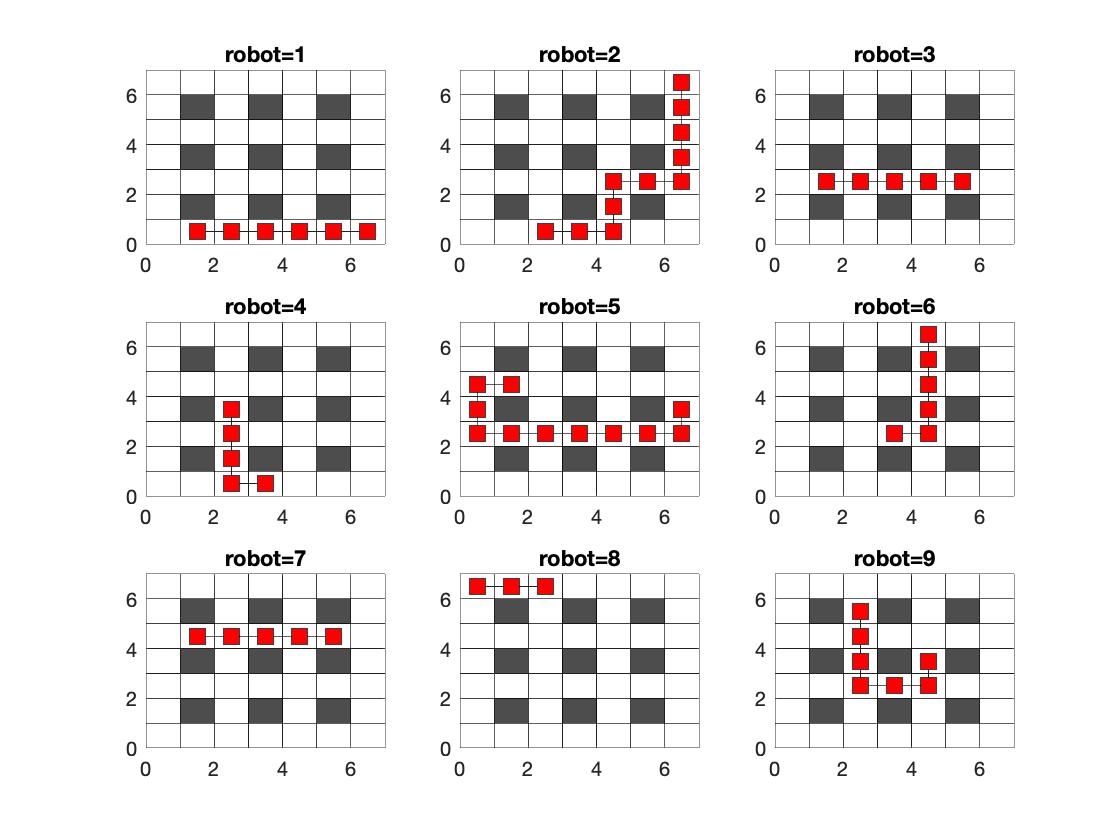 robot=1 robot=2 robot=3
6 6 6
4 4 4
2 2 2
0 0 0
0 2 4 6 0 2 4 6 0 2 4 6
robot=4 robot=5 robot=6
6 6 6
4 4 4
2 2 2
0 0 0
0 2 4 6 0 2 4 6 0 2 4 6
robot=7 robot=8 robot=9
6 6 6
4 4 4
2 2 2
0 0 0
0 2 4 6 0 2 4 6 0 2 4 6